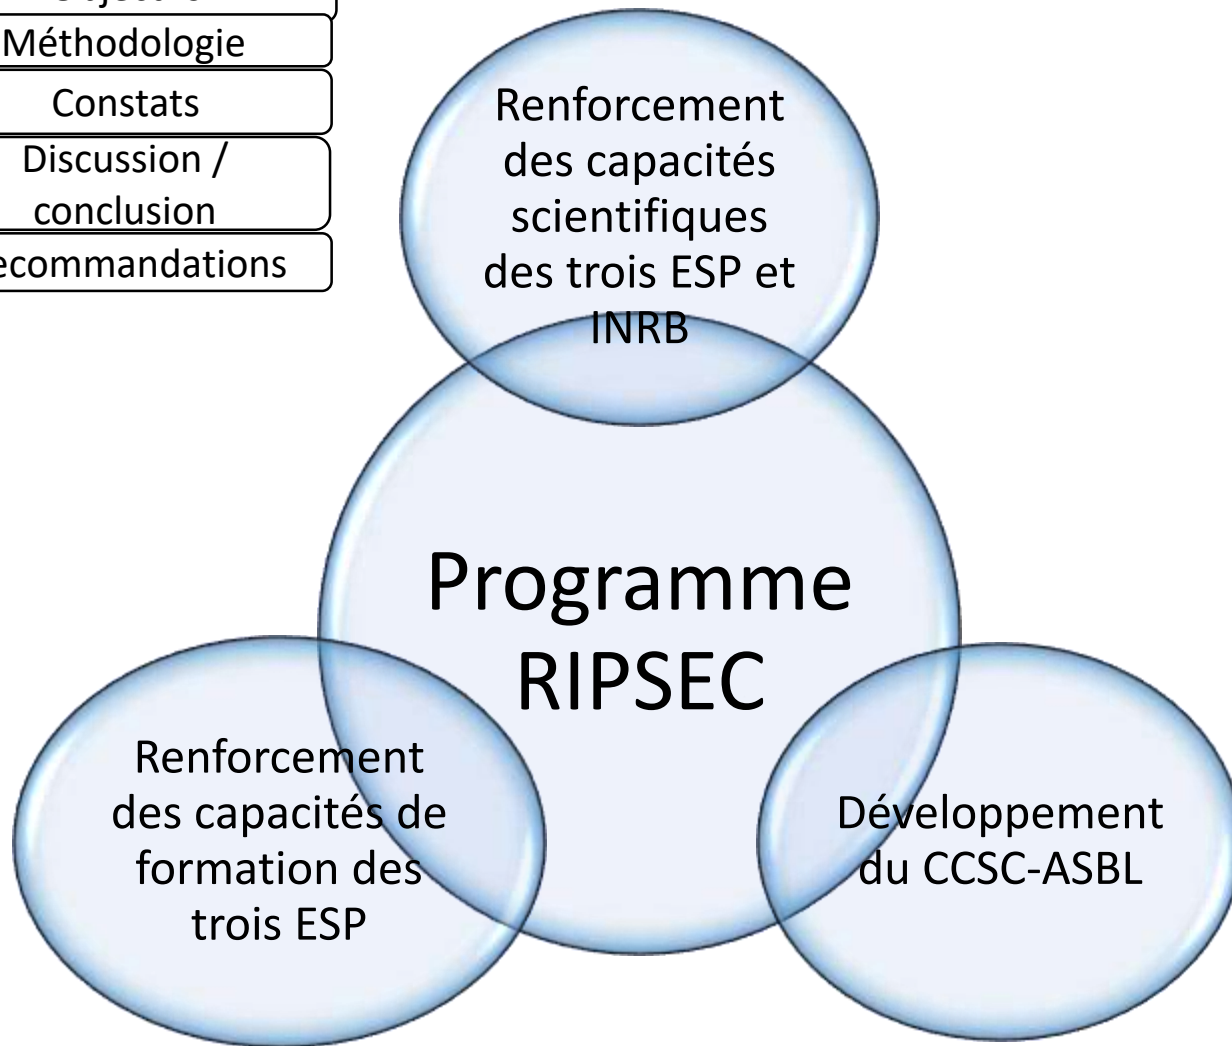 Méthodologie
Constats
Discussion /
conclusion
Renforcement
des capacités
scientifiques
des trois ESP et
INRB
Programme
RIPSEC
Renforcement
des capacités de
formation des
trois ESP
Développement
du CCSC-ASBL